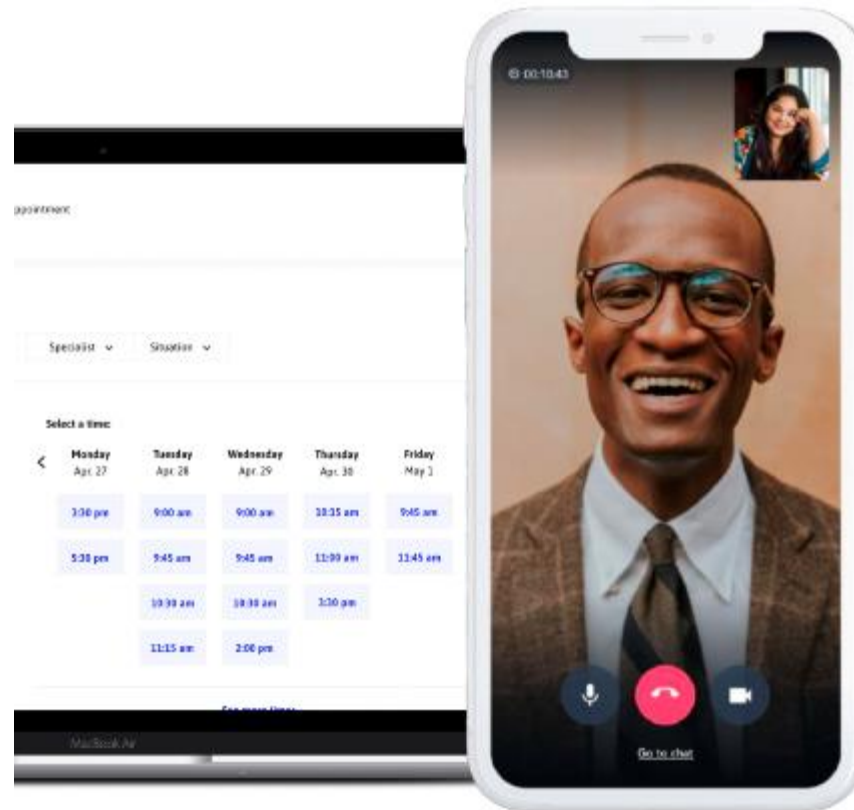 ppointment
Specialist Situation
Select a time:
Monday Tuesday Wednesday Thursday Friday
Apr. 27 Apr. 28 Apr. 29 Apr. 30 May 1
3:30 pm 9:00 am 9:00 am 10:15 am 9:45 am
5:30 pm 9:45 am 9:45 am 11:00 am 11:45 am
10:30 am 10:30 am 3:30 pm
11:15 am 2:00 pm
See more times
MacBook Air
00:10:43
Go to chat